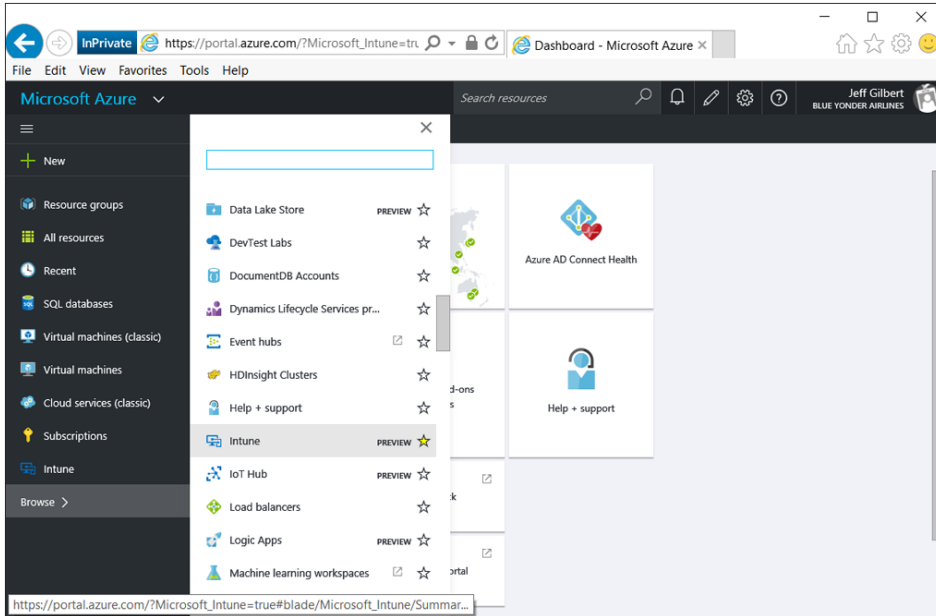 InPrivate
https://portal.azure.com/?Microsoft_Intune=tru
Dashboard - Microsoft Azure
File Edit View Favorites Tools Help
Microsoft Azure
Search resources
Jeff Gilbert
BLUE YONDER AIRLINES
New
Resource groups
All resources
Recent
SQL databases
Virtual machines (classic)
Virtual machines
Cloud services (classic)
Subscriptions
Intune
Browse
Data Lake Store PREVIEW
DevTest Labs
DocumentDB Accounts
Dynamics Lifecycle Services pr...
Event hubs
HDInsight Clusters
Help + support
Intune PREVIEW
IoT Hub PREVIEW
Load balancers
Logic Apps PREVIEW
Machine learning workspaces
Azure AD Connect Health
d-ons
s
Help + support
k
ortal
https://portal.azure.com/?Microsoft_Intune=true#blade/Microsoft_Intune/Summar...